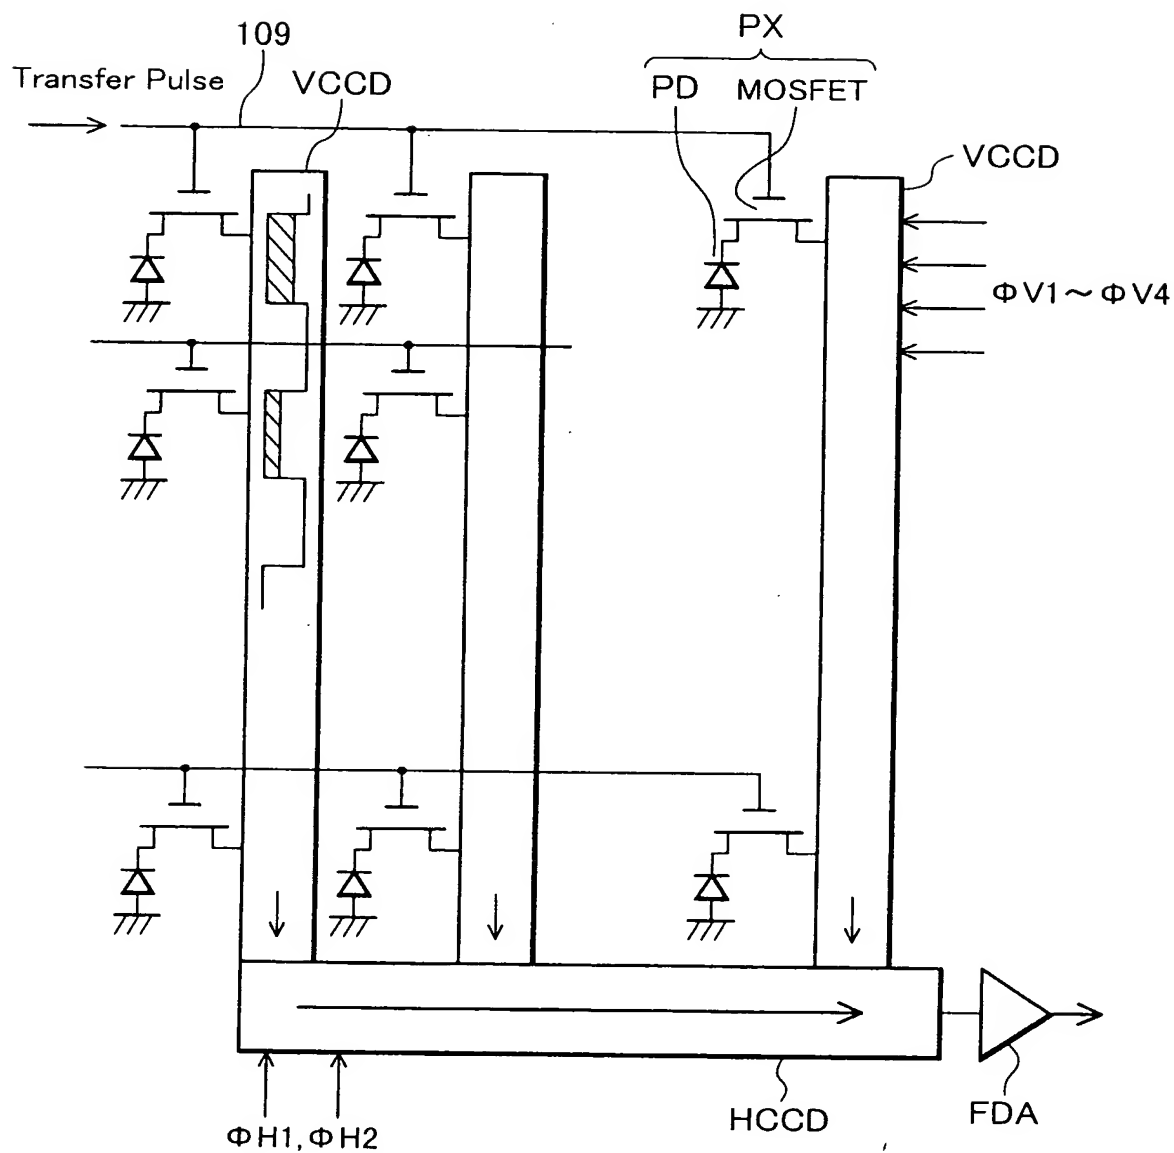 109
PX
Transfer Pulse
VCCD
PD
MOSFET
VCCD
ΦV1～ΦV4
HCCD
FDA
ΦH1,ΦH2